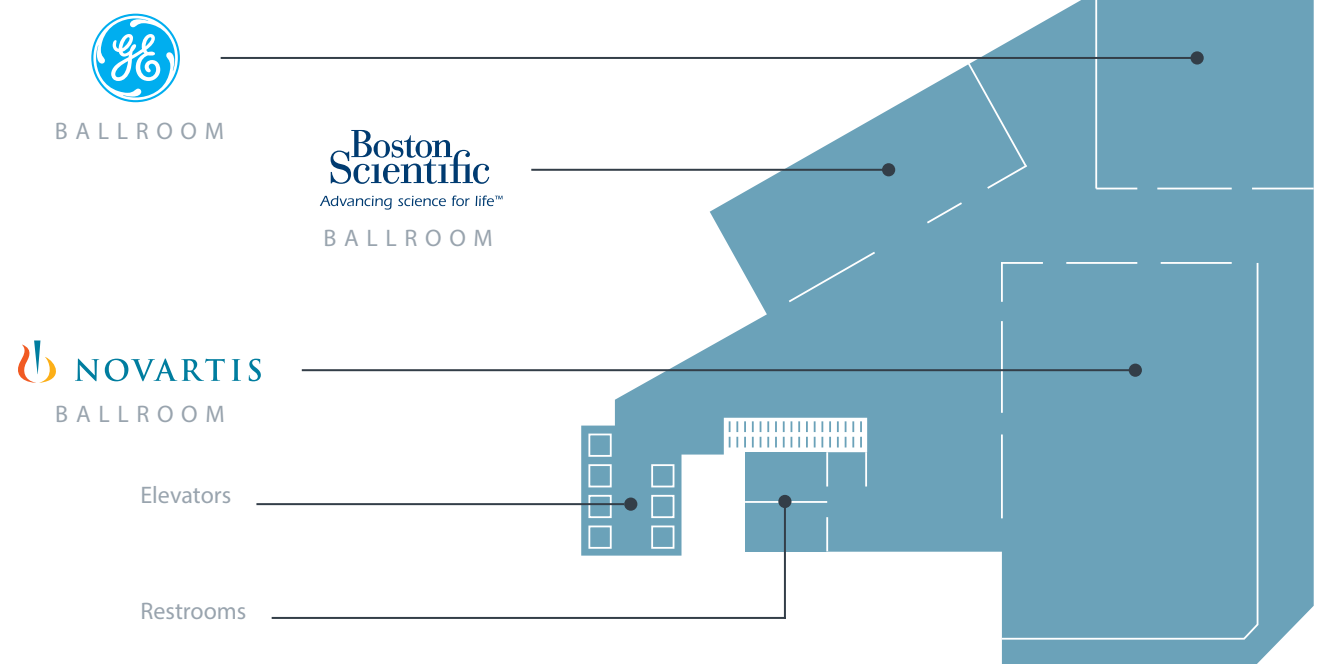 GE
BALLROOM
Boston
Scientific
Advancing science for life™
BALLROOM
NOVARTIS
BALLROOM
Elevators
Restrooms